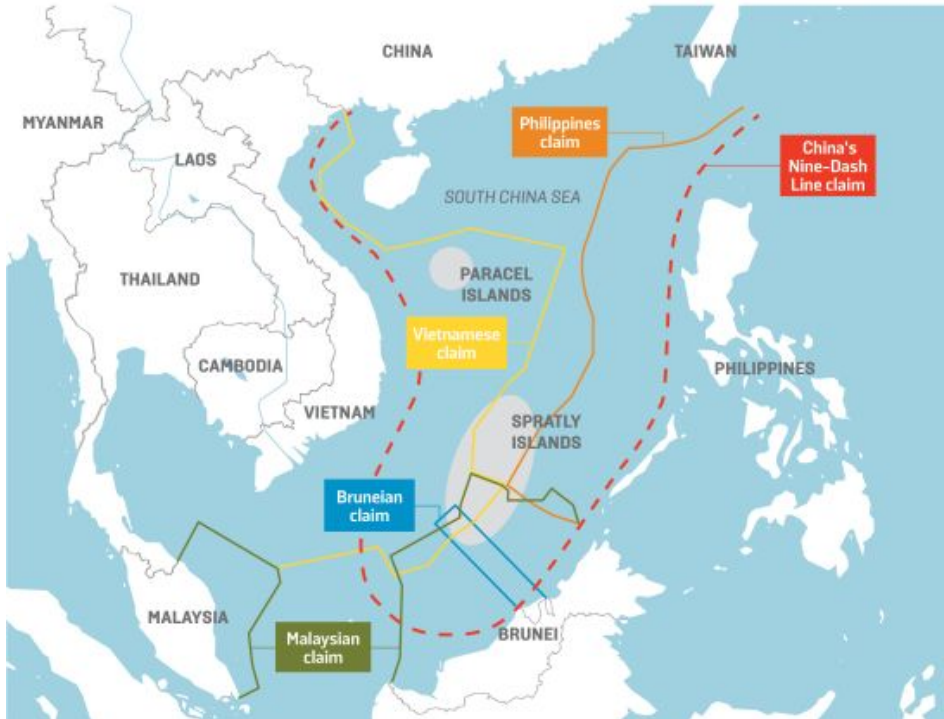 CHINA
TAIWAN
MYANMAR
Philippines
claim
China's
Nine-Dash
Line claim
LAOS
SOUTH CHINA SEA
THAILAND
PARACEL
ISLANDS
Vietnamese
claim
CAMBODIA
PHILIPPINES
VIETNAM
SPRATLY
ISLANDS
Bruneian
claim
MALAYSIA
BRUNEI
Malaysian
claim